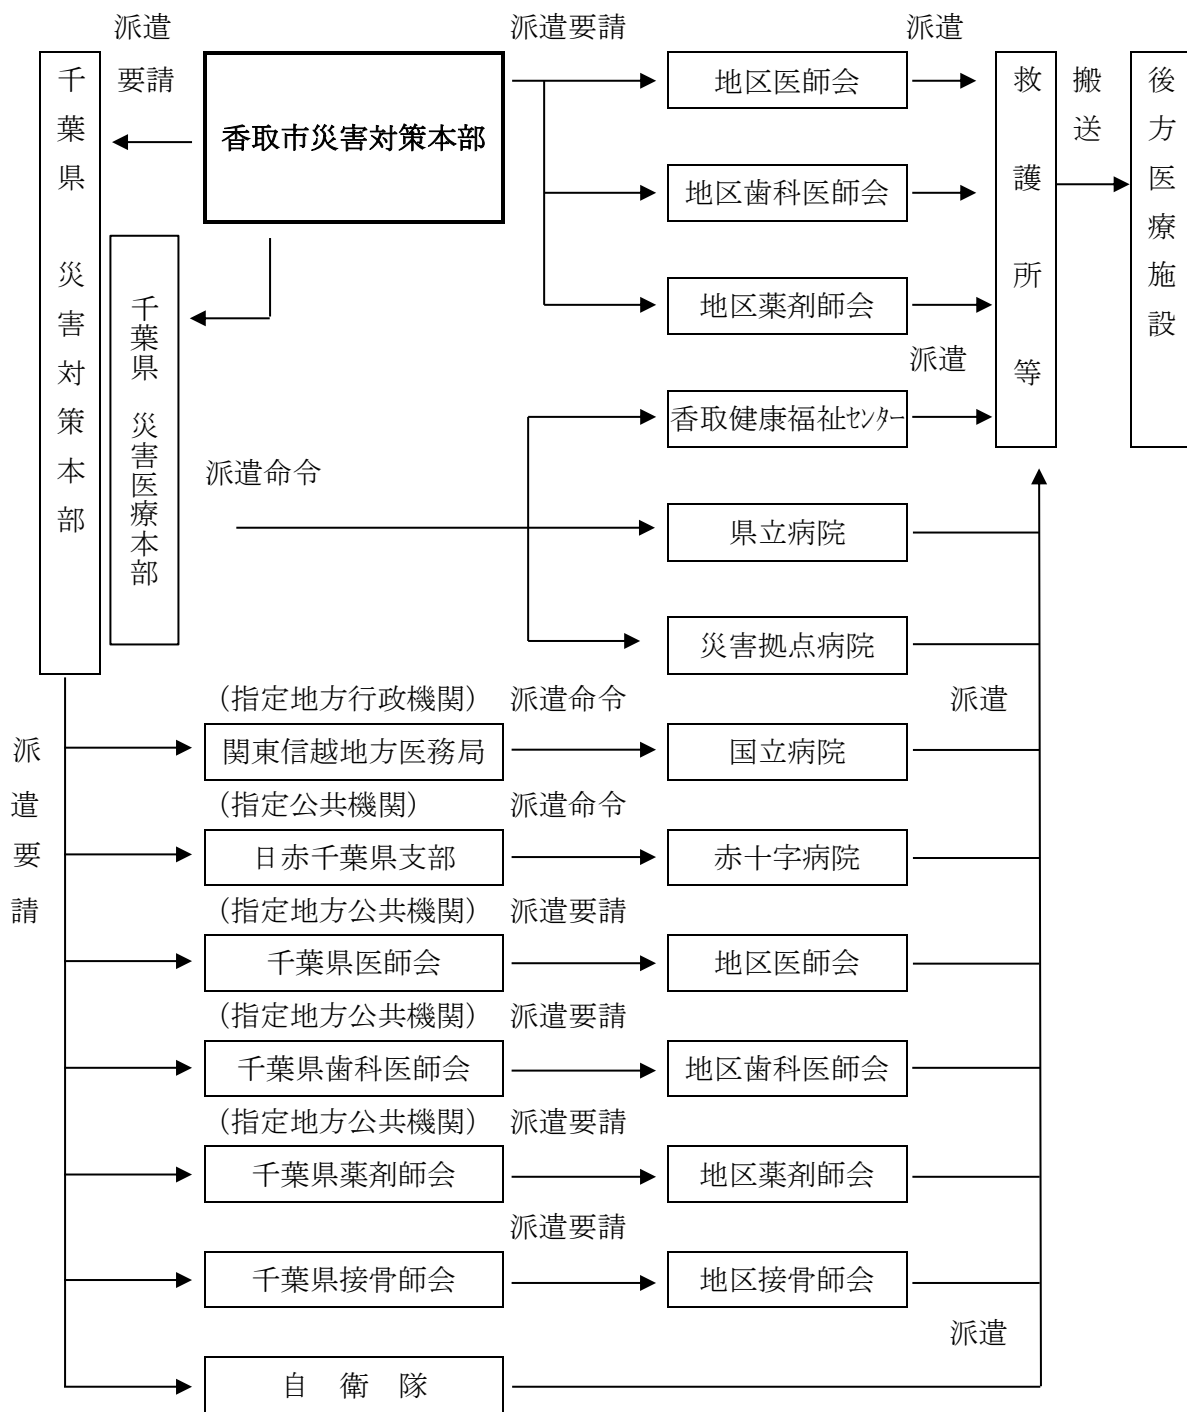 派遣
要請
派遣要請
派遣
千葉県 災害対策本部
香取市災害対策本部
地区医師会
救護所等
搬送
後方医療施設
地区歯科医師会
千葉県 災害医療本部
地区薬剤師会
派遣
香取健康福祉センター
派遣命令
県立病院
災害拠点病院
派遣要請
(指定地方行政機関) 派遣命令
派遣
関東信越地方医務局
国立病院
(指定公共機関) 派遣命令
日赤千葉県支部
赤十字病院
(指定地方公共機関) 派遣要請
千葉県医師会
地区医師会
(指定地方公共機関) 派遣要請
千葉県歯科医師会
地区歯科医師会
(指定地方公共機関) 派遣要請
千葉県薬剤師会
地区薬剤師会
派遣要請
千葉県接骨師会
地区接骨師会
派遣
自 衛 隊